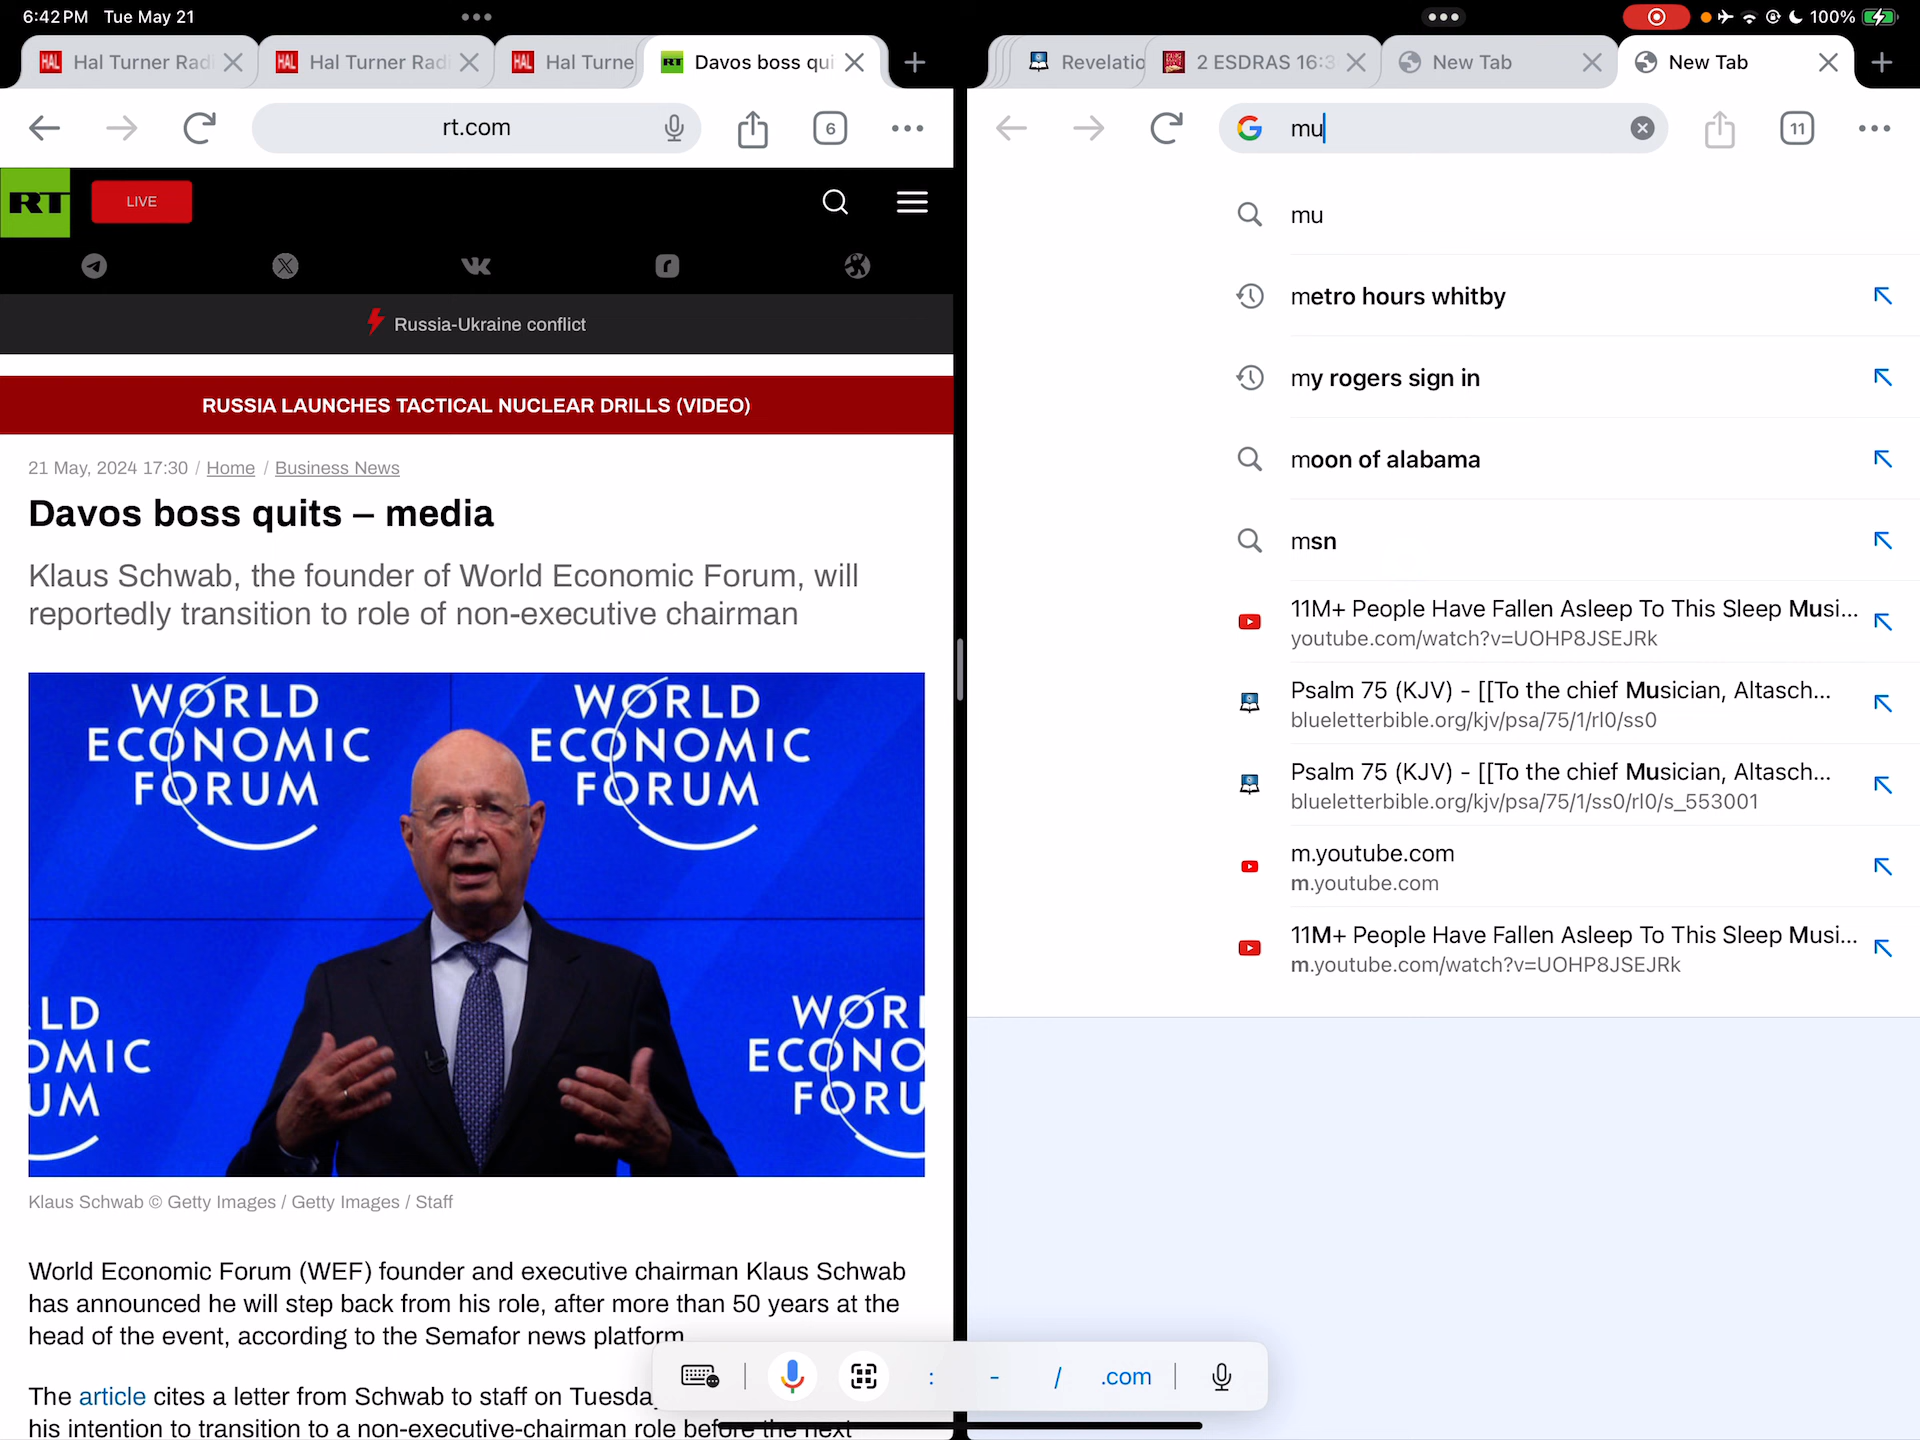 6:42 PM Tue May 21
100%
Hal Turner Radi
Hal Turner Radi
Hal Turne
Davos boss qui
rt.com
6
RT
LIVE
Russia-Ukraine conflict
RUSSIA LAUNCHES TACTICAL NUCLEAR DRILLS (VIDEO)
21 May, 2024 17:30 / Home / Business News
Davos boss quits – media
Klaus Schwab, the founder of World Economic Forum, will
reportedly transition to role of non-executive chairman
WORLD
ECONOMIC
FORUM
WORLD
ECONOMIC
FORUM
LD
OMIC
UM
WOR
ECONO
FORU
Klaus Schwab © Getty Images / Getty Images / Staff
World Economic Forum (WEF) founder and executive chairman Klaus Schwab
has announced he will step back from his role, after more than 50 years at the
head of the event, according to the Semafor news platform
The article cites a letter from Schwab to staff on Tuesda
his intention to transition to a non-executive-chairman role before the next
Revelatio
2 ESDRAS 16:3
New Tab
New Tab
mu
11
mu
metro hours whitby
my rogers sign in
moon of alabama
msn
11M+ People Have Fallen Asleep To This Sleep Musi...
youtube.com/watch?v=UOHP8JSEJRk
Psalm 75 (KJV) - [[To the chief Musician, Altasch...
blueletterbible.org/kjv/psa/75/1/rl0/ss0
Psalm 75 (KJV) - [[To the chief Musician, Altasch...
blueletterbible.org/kjv/psa/75/1/ss0/rl0/s_553001
m.youtube.com
m.youtube.com
11M+ People Have Fallen Asleep To This Sleep Musi...
m.youtube.com/watch?v=UOHP8JSEJRk
: - / .com